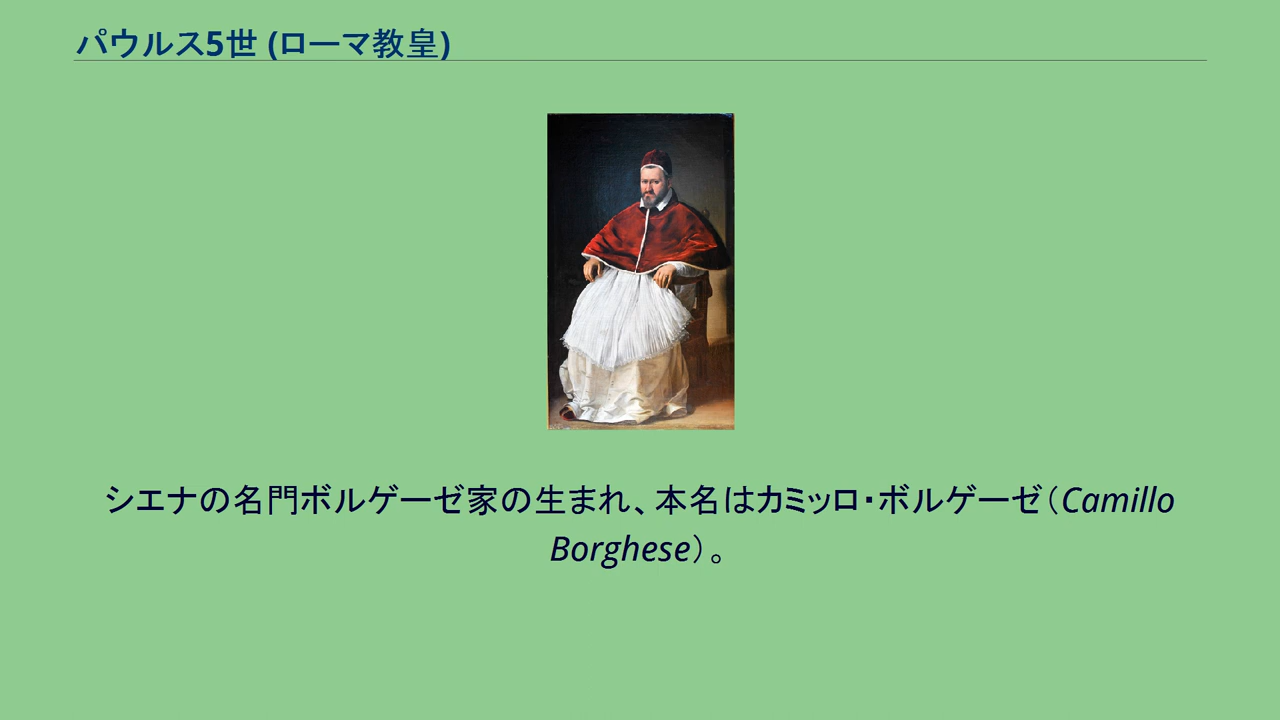 パウルス5世 (ローマ教皇)
シエナの名門ボルゲーゼ家の生まれ、本名はカミッロ・ボルゲーゼ（Camillo
Borghese）。